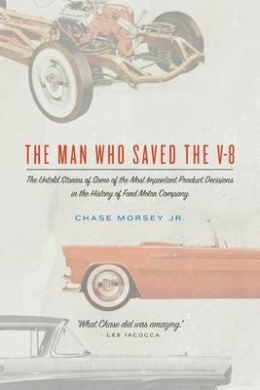 THE MAN WHO SAVED THE V-8
The Untold Stories of Some of the Most Important Product Decisions
in the History of Ford Motor Company
CHASE MORSEY JR.
"What Chase did was amazing."
- LEE IACOCCA